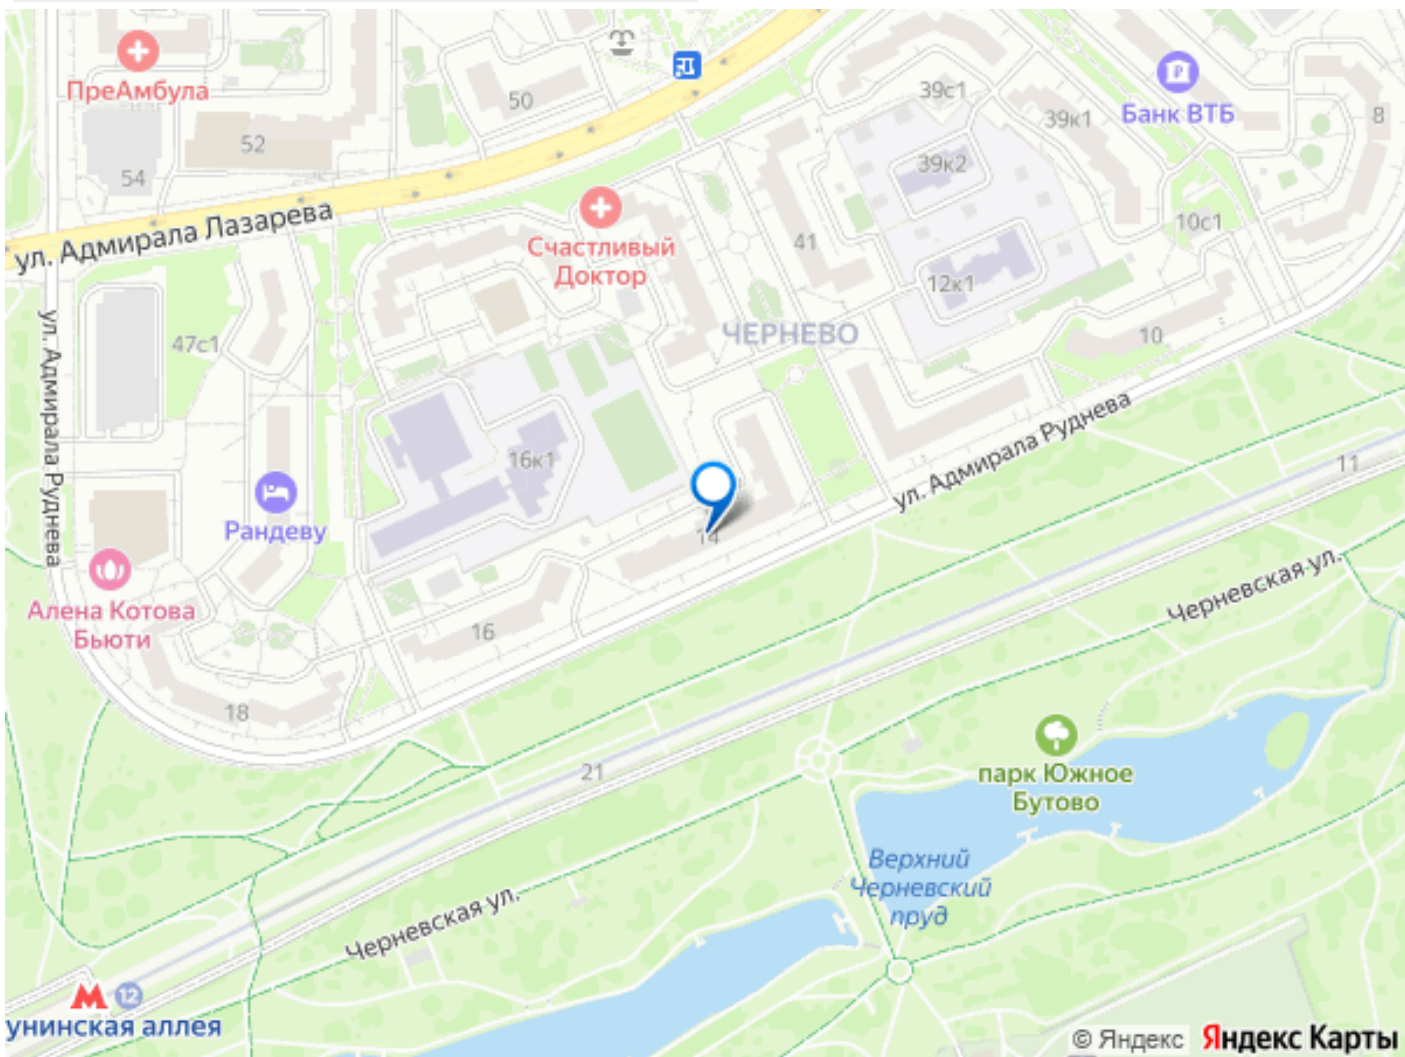 ПреАмбула
50
39с1
39к1
Банк ВТБ
8
52
54
39к2
ул. Адмирала Лазарева
Счастливый
Доктор
41
10с1
12к1
47с1
ЧЕРНЕВО
10
ул. Адмирала Руднева
ул. Адмирала Руднева
16к1
11
Рандеву
14
Черневская ул.
Алена Котова
Бьюти
16
18
21
парк Южное
Бутово
Верхний
Черневский
пруд
Черневская ул.
М 12
унинская аллея
© Яндекс Яндекс Карты